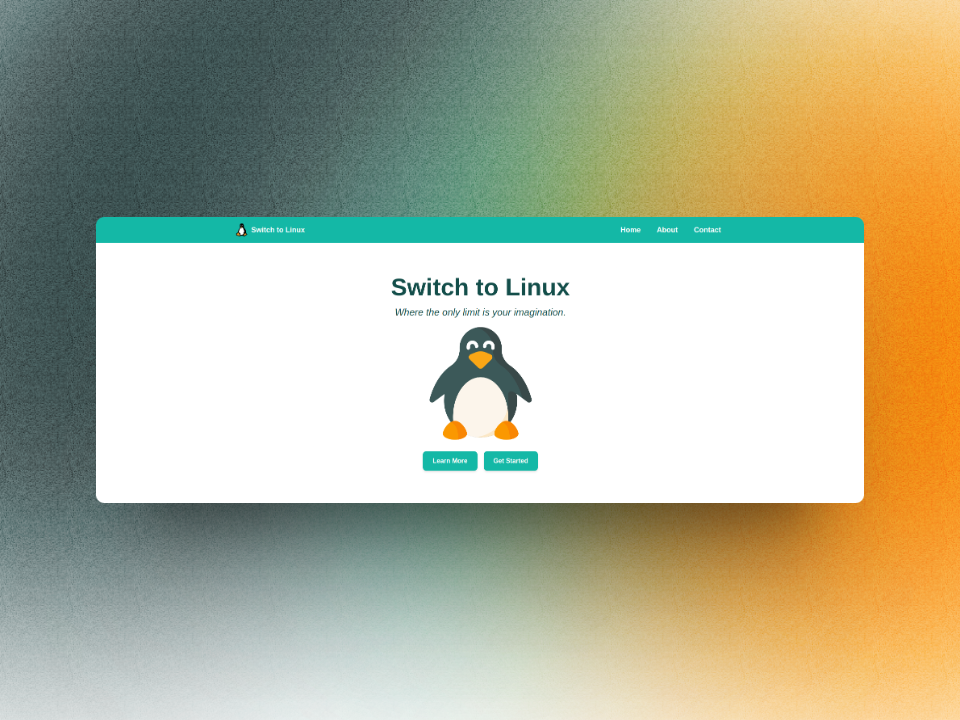 Switch to Linux
Home About Contact
Switch to Linux
Where the only limit is your imagination.
Learn More Get Started